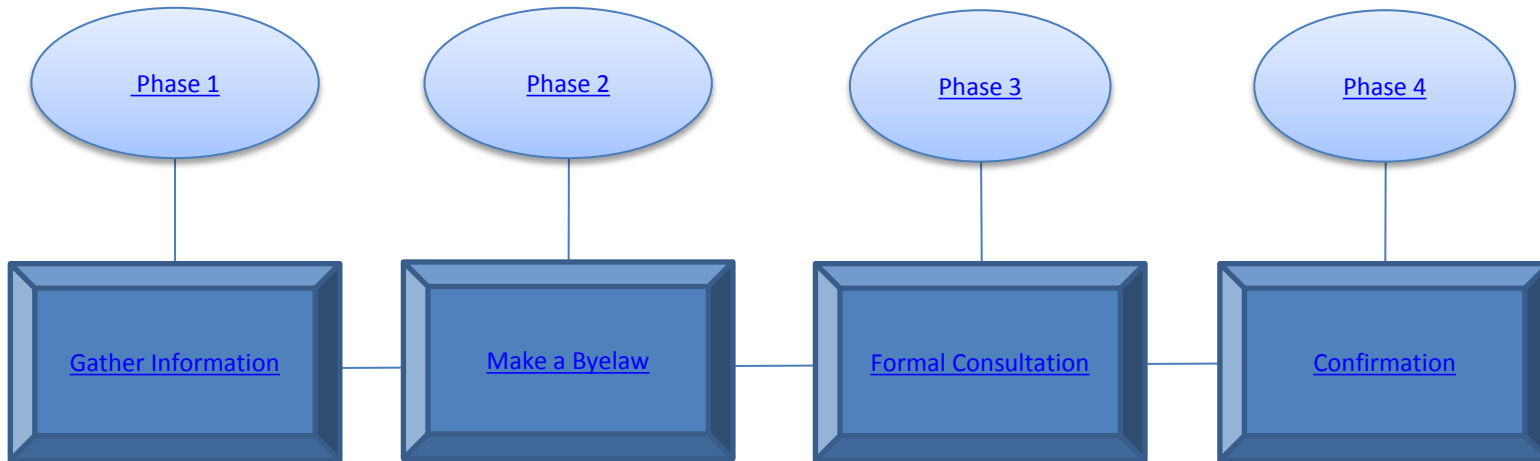 Phase 1
Phase 2
Phase 3
Phase 4
Gather Information
Make a Byelaw
Formal Consultation
Confirmation